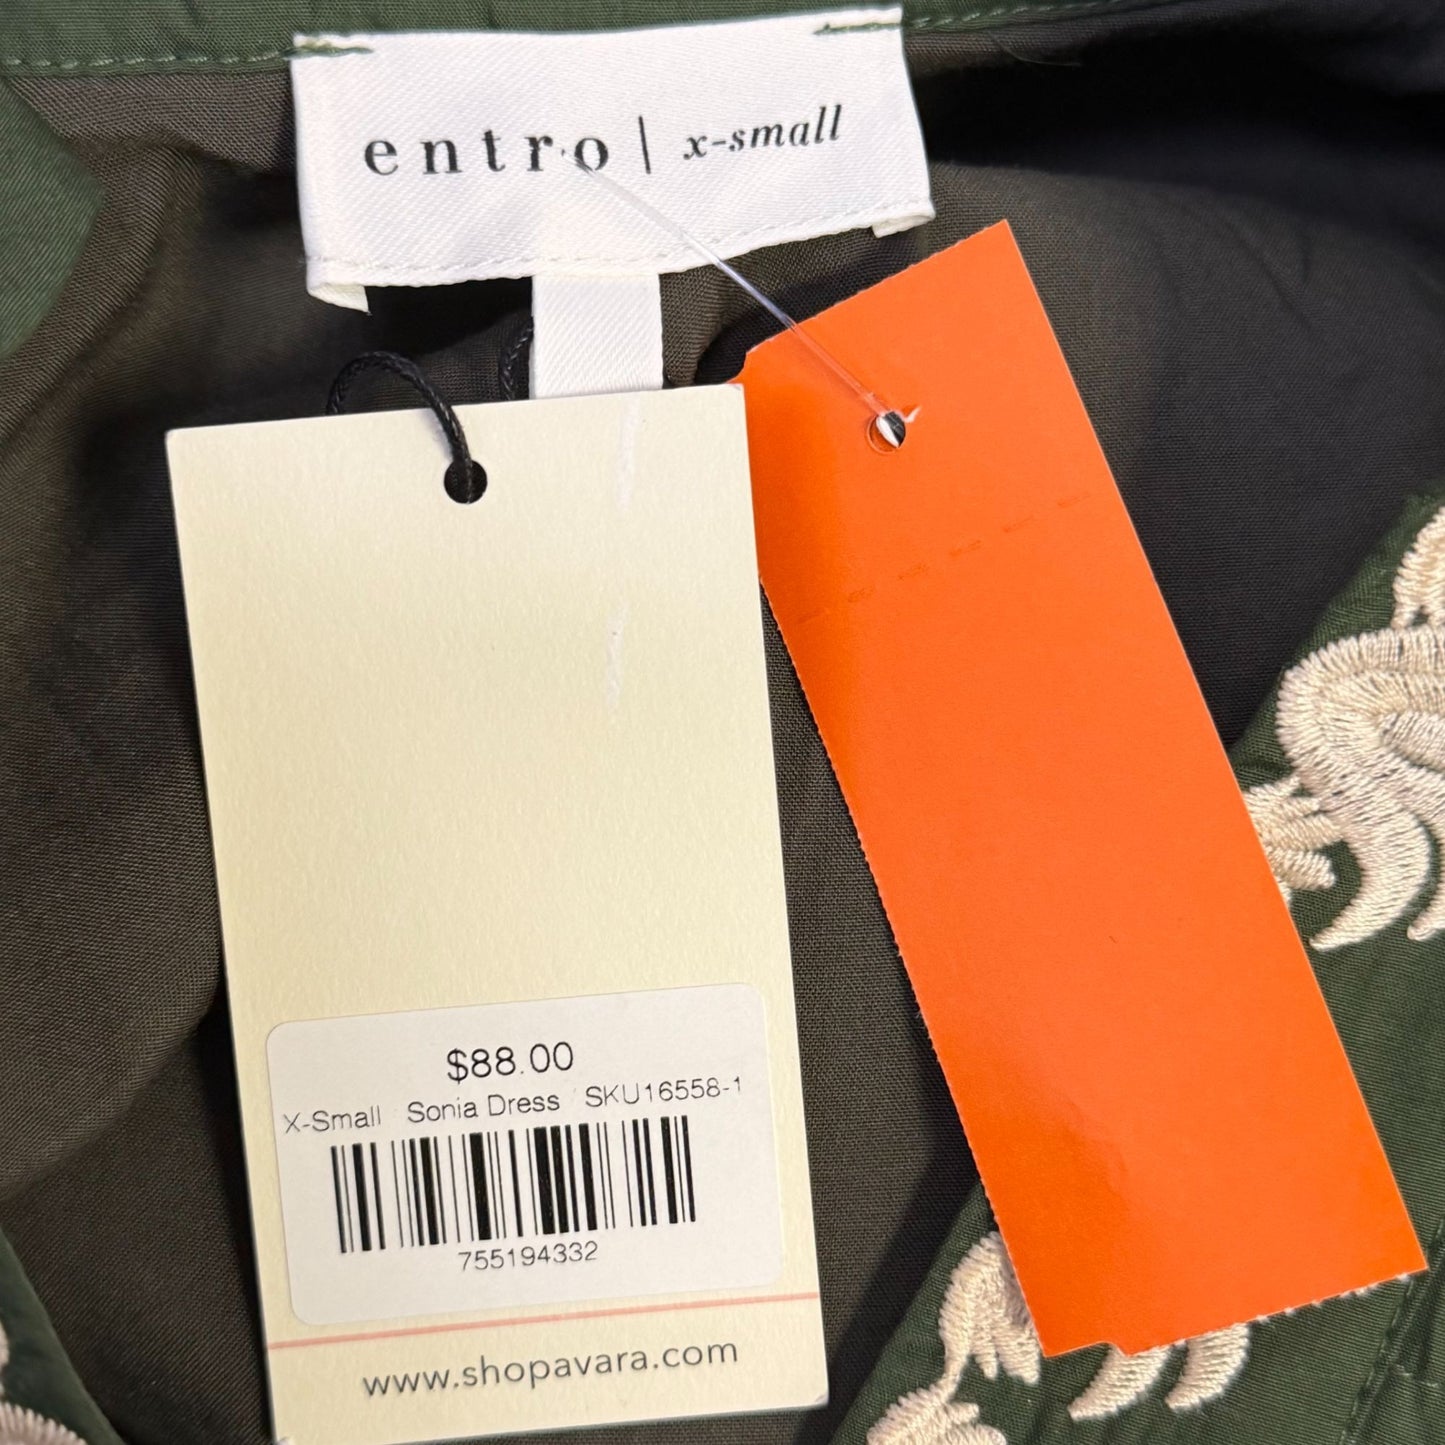 entro | x-small
$88.00
X-Small Sonia Dress SKU16558-1
755194332
www.shopavara.com